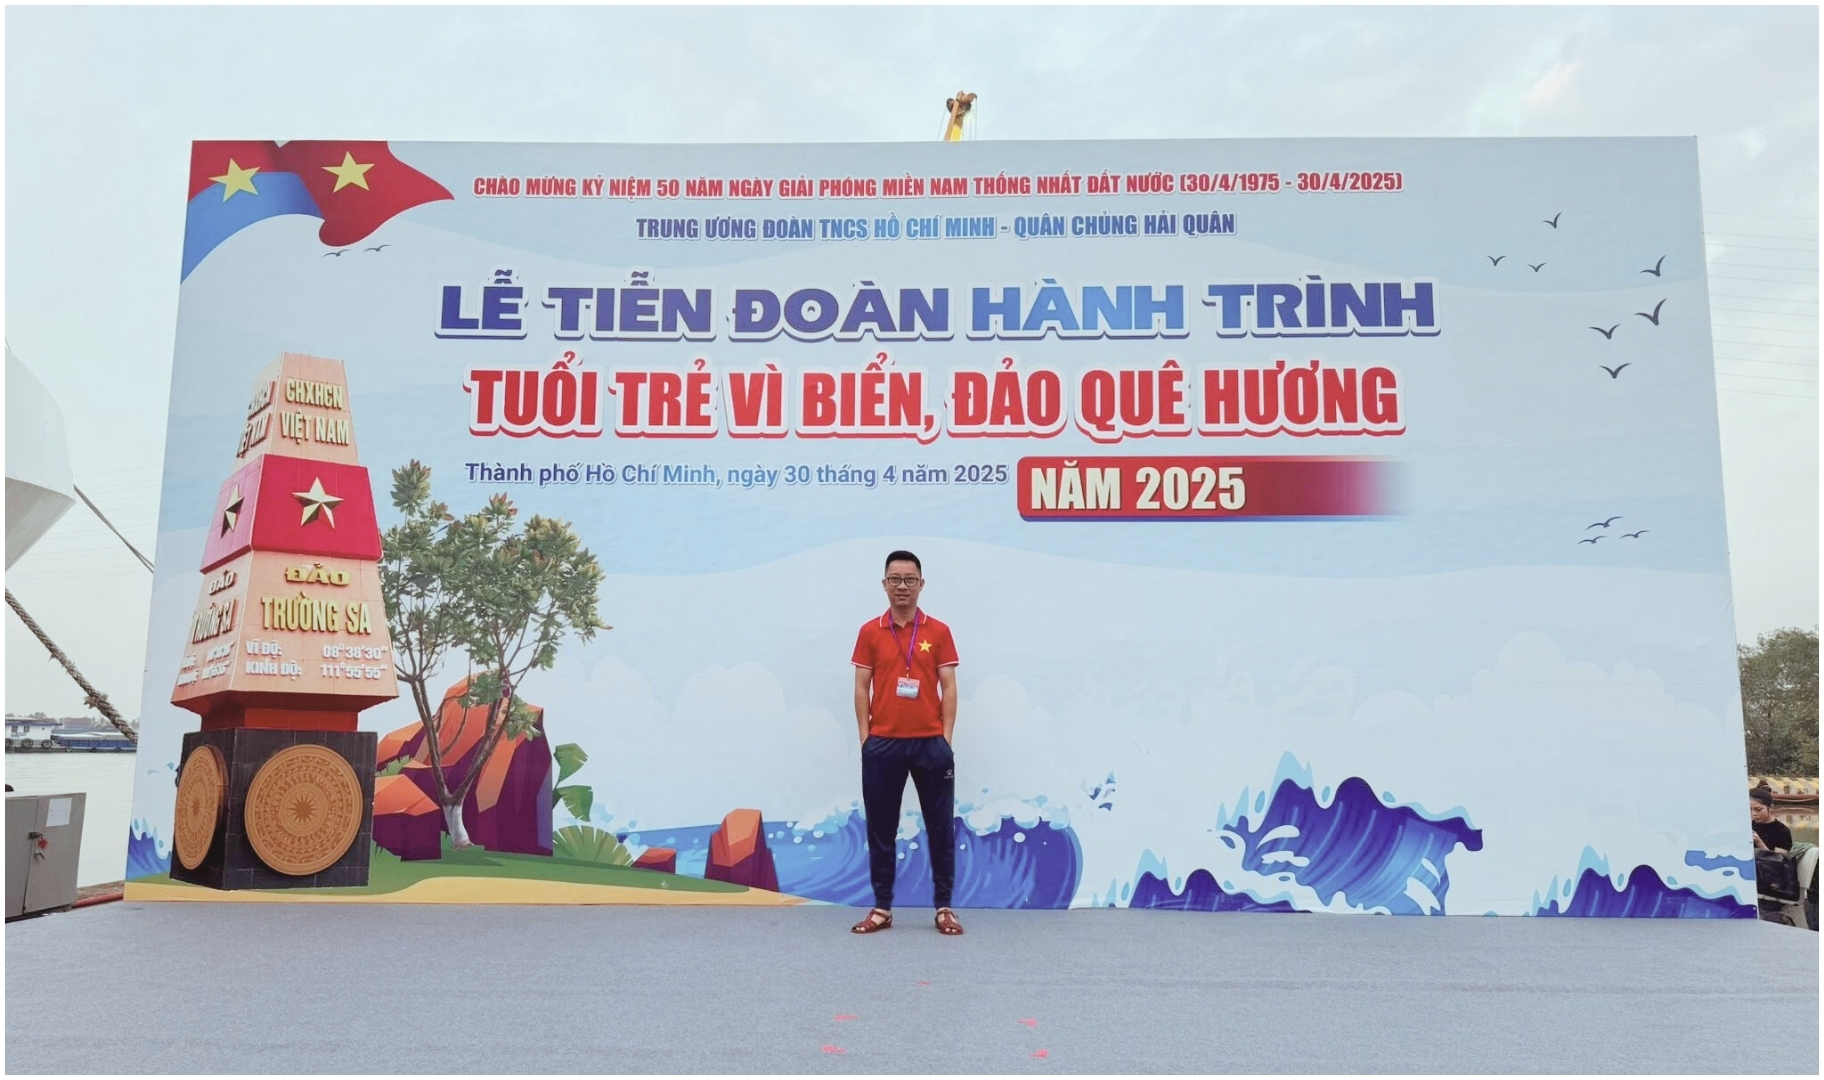 CHÀO MỪNG KỶ NIỆM 50 NĂM NGÀY GIẢI PHÓNG MIỀN NAM THỐNG NHẤT ĐẤT NƯỚC (30/4/1975 - 30/4/2025)
TRUNG ƯƠNG ĐOÀN TNCS HỒ CHÍ MINH - QUÂN CHỦNG HẢI QUÂN
LỄ TIỄN ĐOÀN HÀNH TRÌNH
TUỔI TRẺ VÌ BIỂN, ĐẢO QUÊ HƯƠNG
Thành phố Hồ Chí Minh, ngày 30 tháng 4 năm 2025
NĂM 2025
CHXHCN
VIỆT NAM
ĐẢO
TRƯỜNG SA
VĨ ĐỘ: 08°38'30"
KINH ĐỘ: 111°55'55"